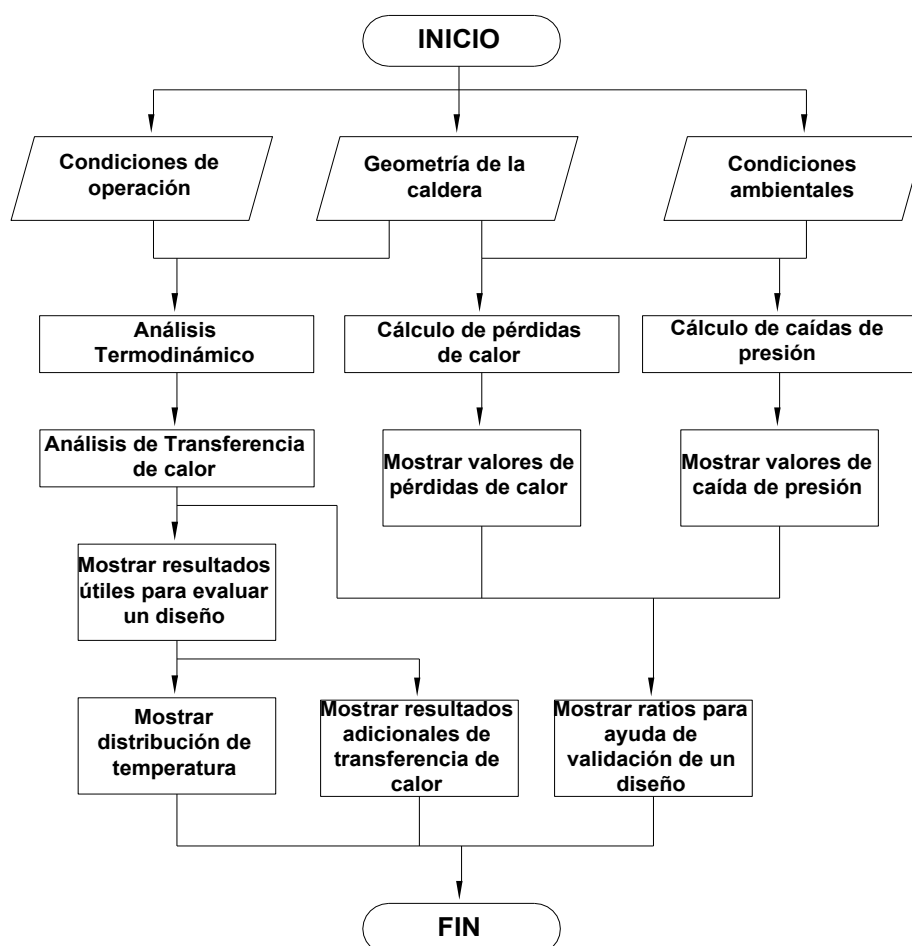 INICIO
Condiciones de
operación
Geometría de la
caldera
Condiciones
ambientales
Análisis
Termodinámico
Cálculo de pérdidas
de calor
Cálculo de caídas de
presión
Análisis de Transferencia
de calor
Mostrar valores de
pérdidas de calor
Mostrar valores de
caída de presión
Mostrar resultados
útiles para evaluar
un diseño
Mostrar
distribución de
temperatura
Mostrar resultados
adicionales de
transferencia de
calor
Mostrar ratios para
ayuda de
validación de un
diseño
FIN